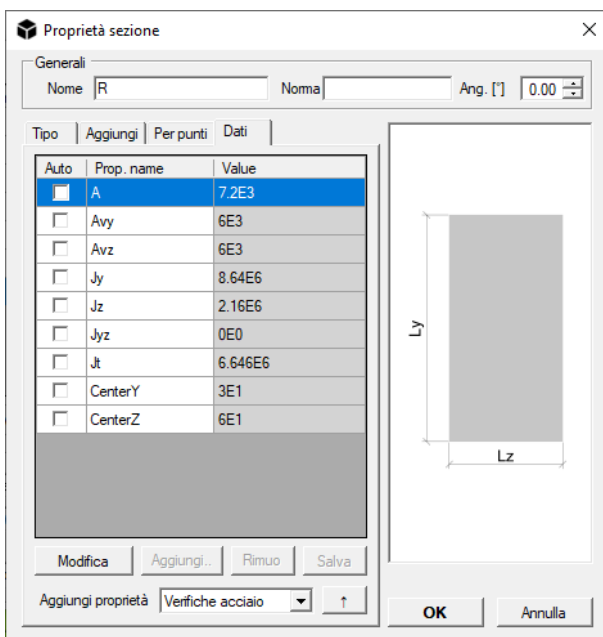 Proprietà sezione
Generali
Nome R Norma Ang. [°] 0.00
Tipo Aggiungi Per punti Dati
Auto Prop. name Value
A 7.2E3
Avy 6E3
Avz 6E3
Jy 8.64E6
Jz 2.16E6
Jyz 0E0
Jt 6.646E6
CenterY 3E1
CenterZ 6E1
Ly
Lz
Modifica Aggiungi.. Rimuo Salva
Aggiungi proprietà Verifiche acciaio ↑
OK Annulla